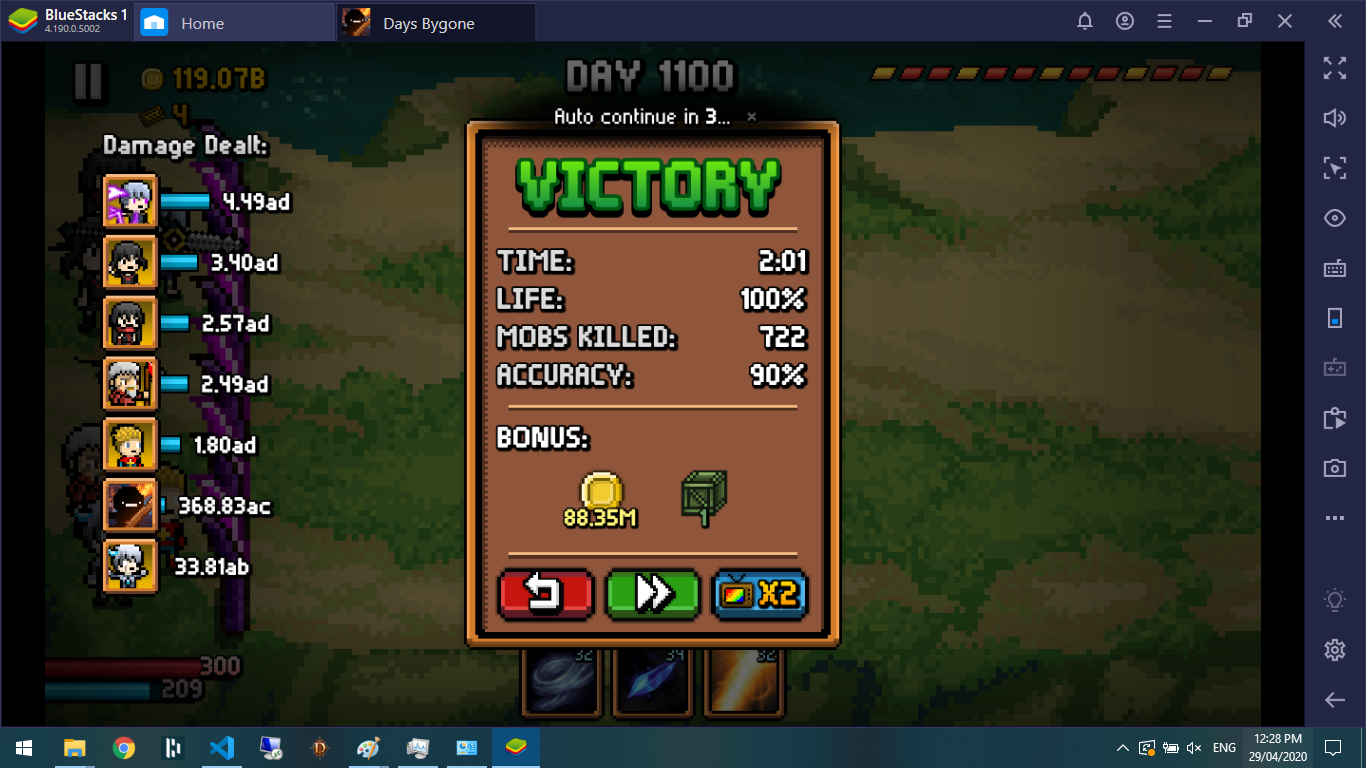 BlueStacks 1
4.190.0.5002
Home
Days Bygone
119.07B
4
DAY 1100
Auto continue in 3...
Damage Dealt:
4.49ad
3.40ad
2.57ad
2.49ad
1.80ad
368.83ac
33.81ab
VICTORY
TIME: 2:01
LIFE: 100%
MOBS KILLED: 722
ACCURACY: 90%
BONUS:
88.35M
1
X2
300
209
32 34 32
ENG
12:28 PM
29/04/2020